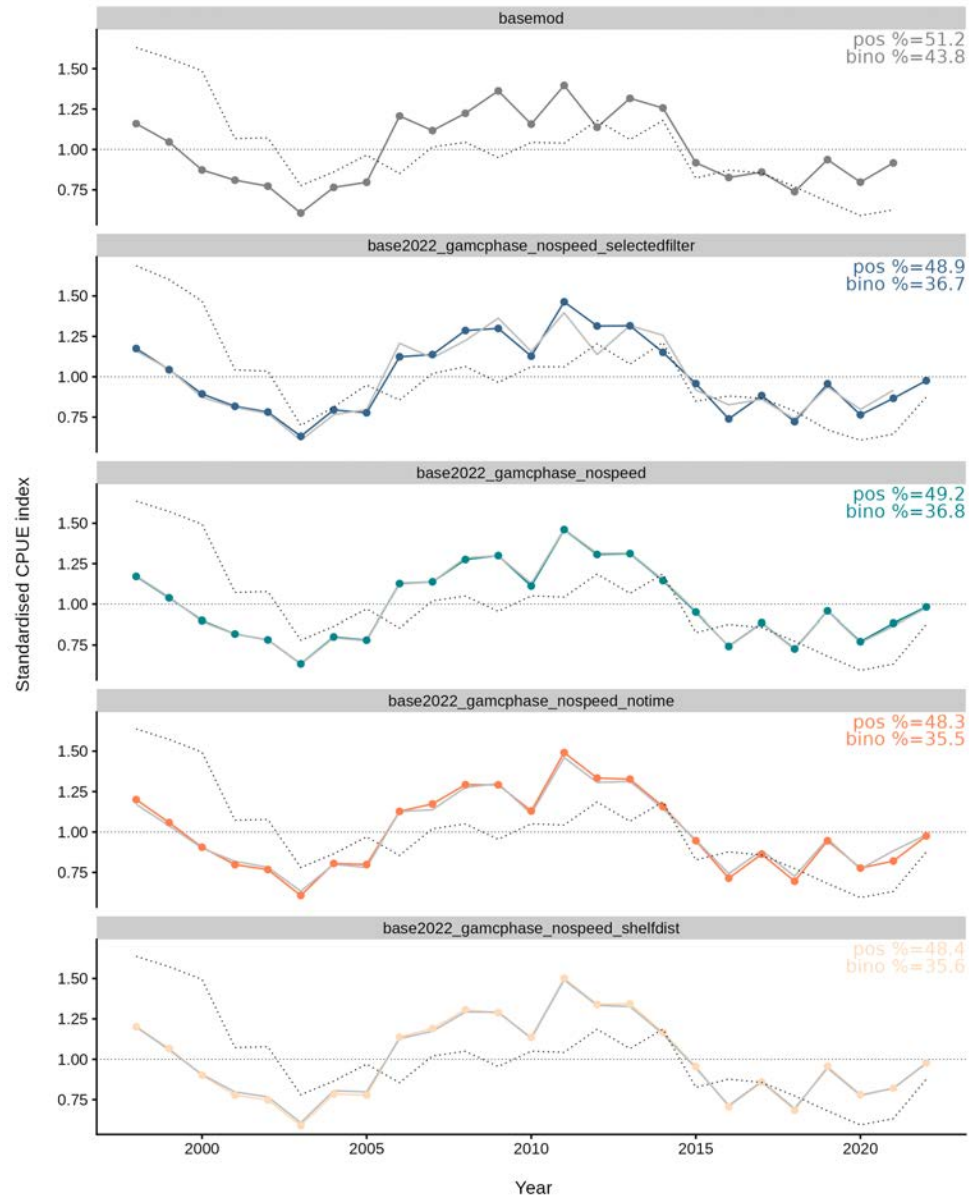 basemod
pos %=51.2
bino %=43.8
1.50
1.25
1.00
0.75
base2022_gamcphase_nospeed_selectedfilter
pos %=48.9
bino %=36.7
1.50
1.25
1.00
0.75
base2022_gamcphase_nospeed
pos %=49.2
bino %=36.8
1.50
1.25
1.00
0.75
Standardised CPUE index
base2022_gamcphase_nospeed_notime
pos %=48.3
bino %=35.5
1.50
1.25
1.00
0.75
base2022_gamcphase_nospeed_shelfdist
pos %=48.4
bino %=35.6
1.50
1.25
1.00
0.75
2000 2005 2010 2015 2020
Year